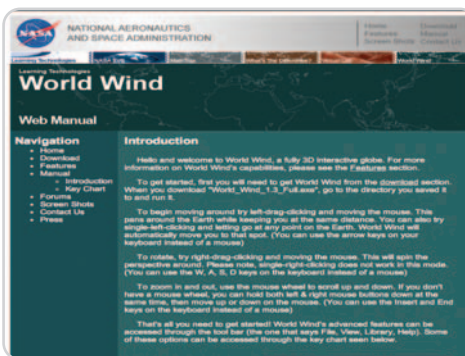 NASA
NATIONAL AERONAUTICS
AND SPACE ADMINISTRATION
Home
Features
Screen Shots
Download
Manual
Contact Us
Learning Technologies
What's The Difference?
World Wind
Learning Technologies
World Wind
Web Manual
Navigation
Home
Download
Features
Manual
Introduction
Key Chart
Forums
Screen Shots
Contact Us
Press
Introduction
Hello and welcome to World Wind, a fully 3D interactive globe. For more
information on World Wind's capabilities, please see the Features section.
To get started, first you will need to get World Wind from the download section.
When you download "World_Wind_1.3_Full.exe", go to the directory you saved it
to and run it.
To begin moving around try left-drag-clicking and moving the mouse. This
pans around the Earth while keeping you at the same distance. You can also try
single-left-clicking and letting go at any point on the Earth. World Wind will
automatically move you to that spot. (You can use the arrow keys on your
keyboard instead of a mouse)
To rotate, try right-drag-clicking and moving the mouse. This will spin the
perspective around. Please note, single-right-clicking does not work in this mode.
(You can use the W, A, S, D keys on the keyboard instead of a mouse)
To zoom in and out, use the mouse wheel to scroll up and down. If you don't
have a mouse wheel, you can hold both left & right mouse buttons down at the
same time, then move up or down on the mouse. (You can use the Insert and End
keys on the keyboard instead of a mouse)
That's all you need to get started! World Wind's advanced features can be
accessed through the tool bar (the one that says File, View, Library, Help). Some
of these options can be accessed through the key chart seen below.